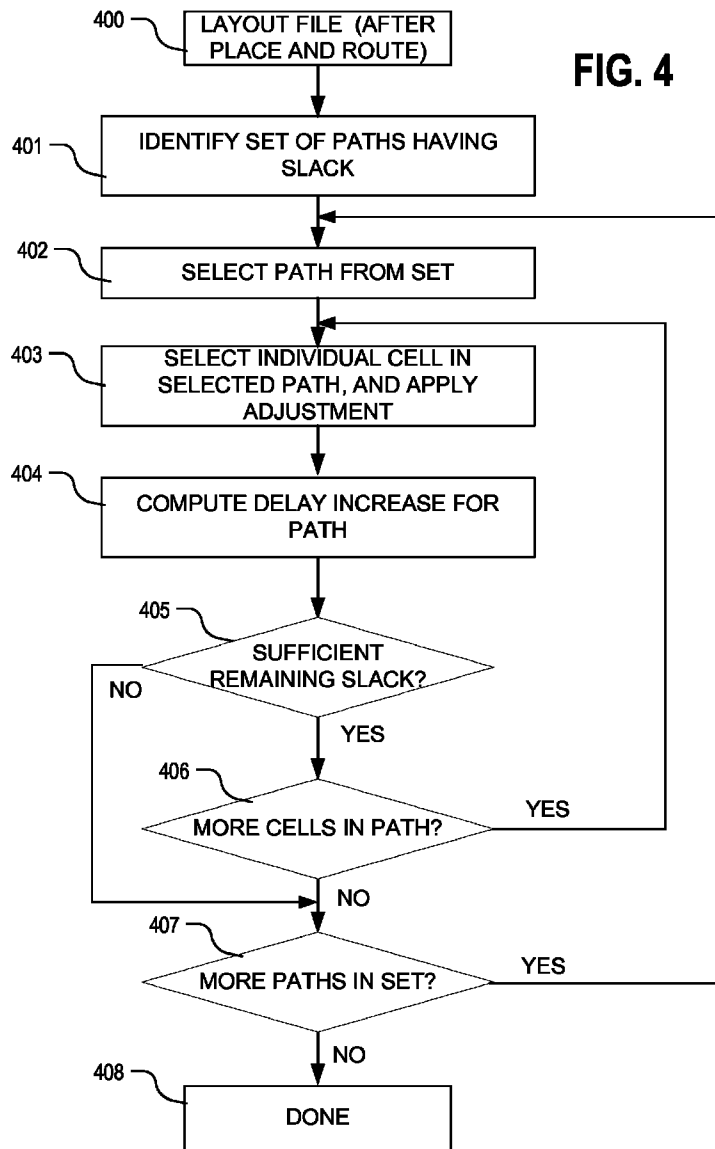 400
LAYOUT FILE (AFTER
PLACE AND ROUTE)
FIG. 4
401
IDENTIFY SET OF PATHS HAVING
SLACK
402
SELECT PATH FROM SET
403
SELECT INDIVIDUAL CELL IN
SELECTED PATH, AND APPLY
ADJUSTMENT
404
COMPUTE DELAY INCREASE FOR
PATH
405
SUFFICIENT
REMAINING SLACK?
NO
YES
406
MORE CELLS IN PATH?
YES
NO
407
MORE PATHS IN SET?
YES
NO
408
DONE